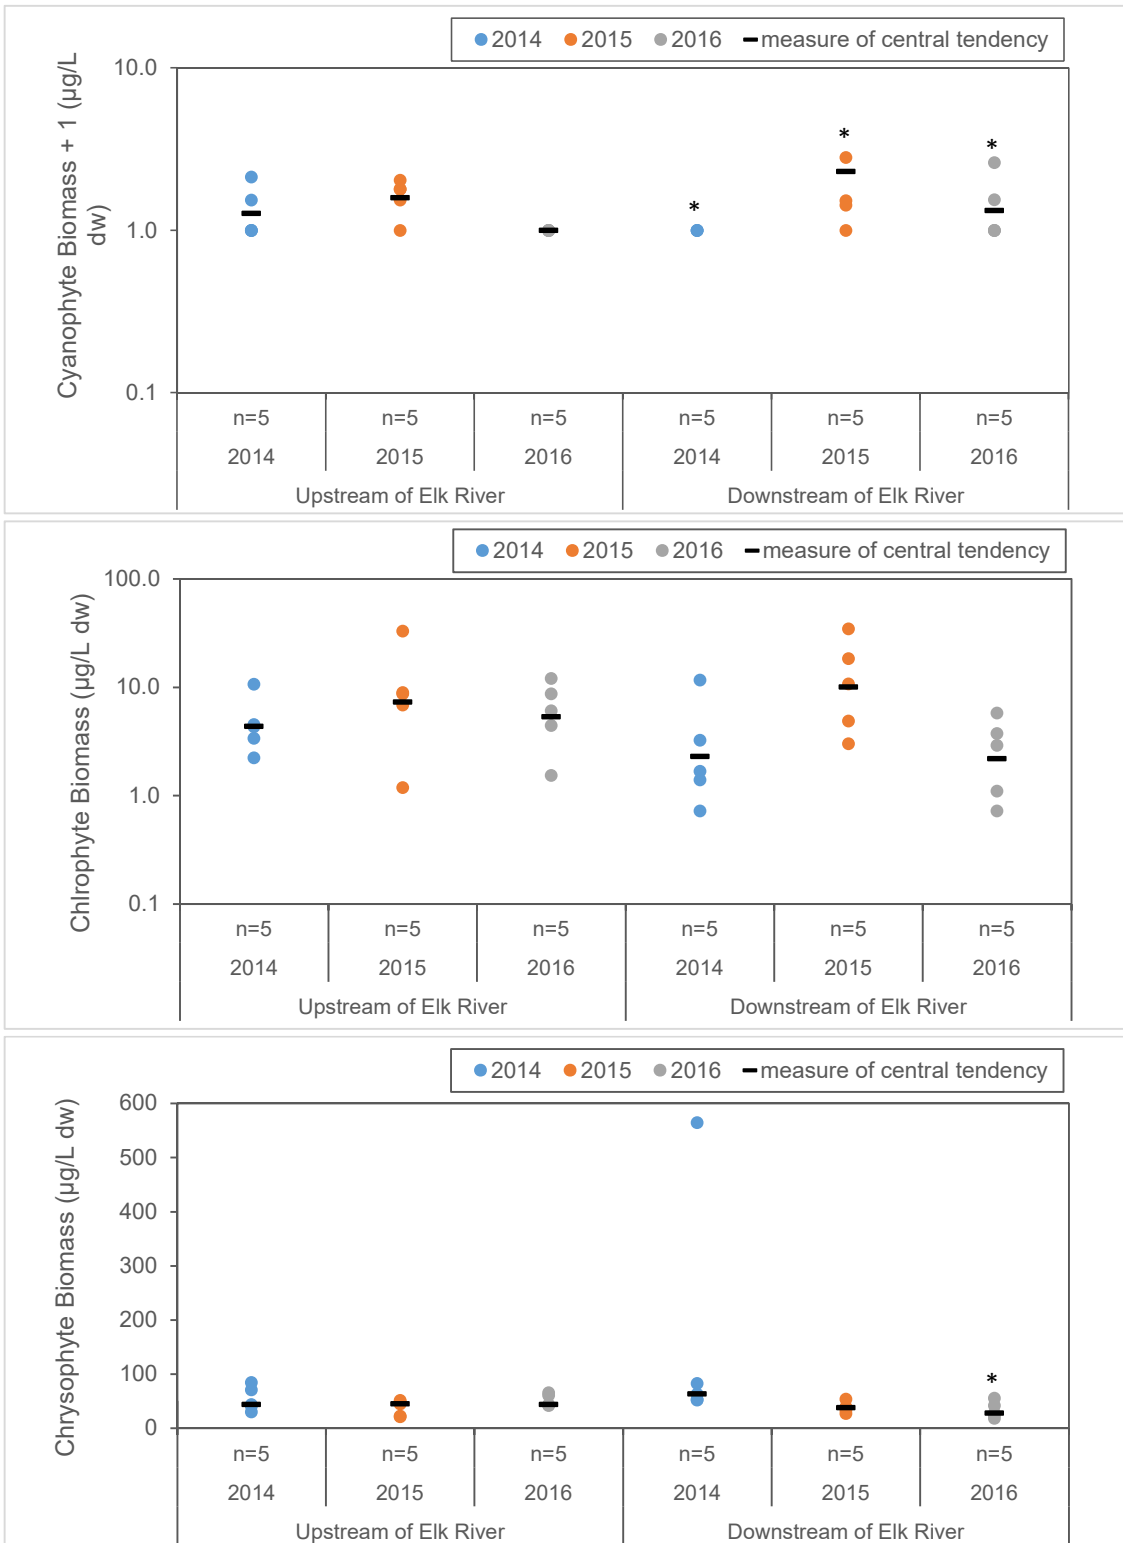 2014 2015 2016 measure of central tendency
Cyanophyte Biomass + 1 (µg/L
dw)
10.0
1.0
0.1
* * *
n=5 n=5 n=5 n=5 n=5 n=5
2014 2015 2016 2014 2015 2016
Upstream of Elk River Downstream of Elk River
2014 2015 2016 measure of central tendency
Chlrophyte Biomass (µg/L dw)
100.0
10.0
1.0
0.1
n=5 n=5 n=5 n=5 n=5 n=5
2014 2015 2016 2014 2015 2016
Upstream of Elk River Downstream of Elk River
2014 2015 2016 measure of central tendency
Chrysophyte Biomass (µg/L dw)
600
500
400
300
200
100
0
*
n=5 n=5 n=5 n=5 n=5 n=5
2014 2015 2016 2014 2015 2016
Upstream of Elk River Downstream of Elk River